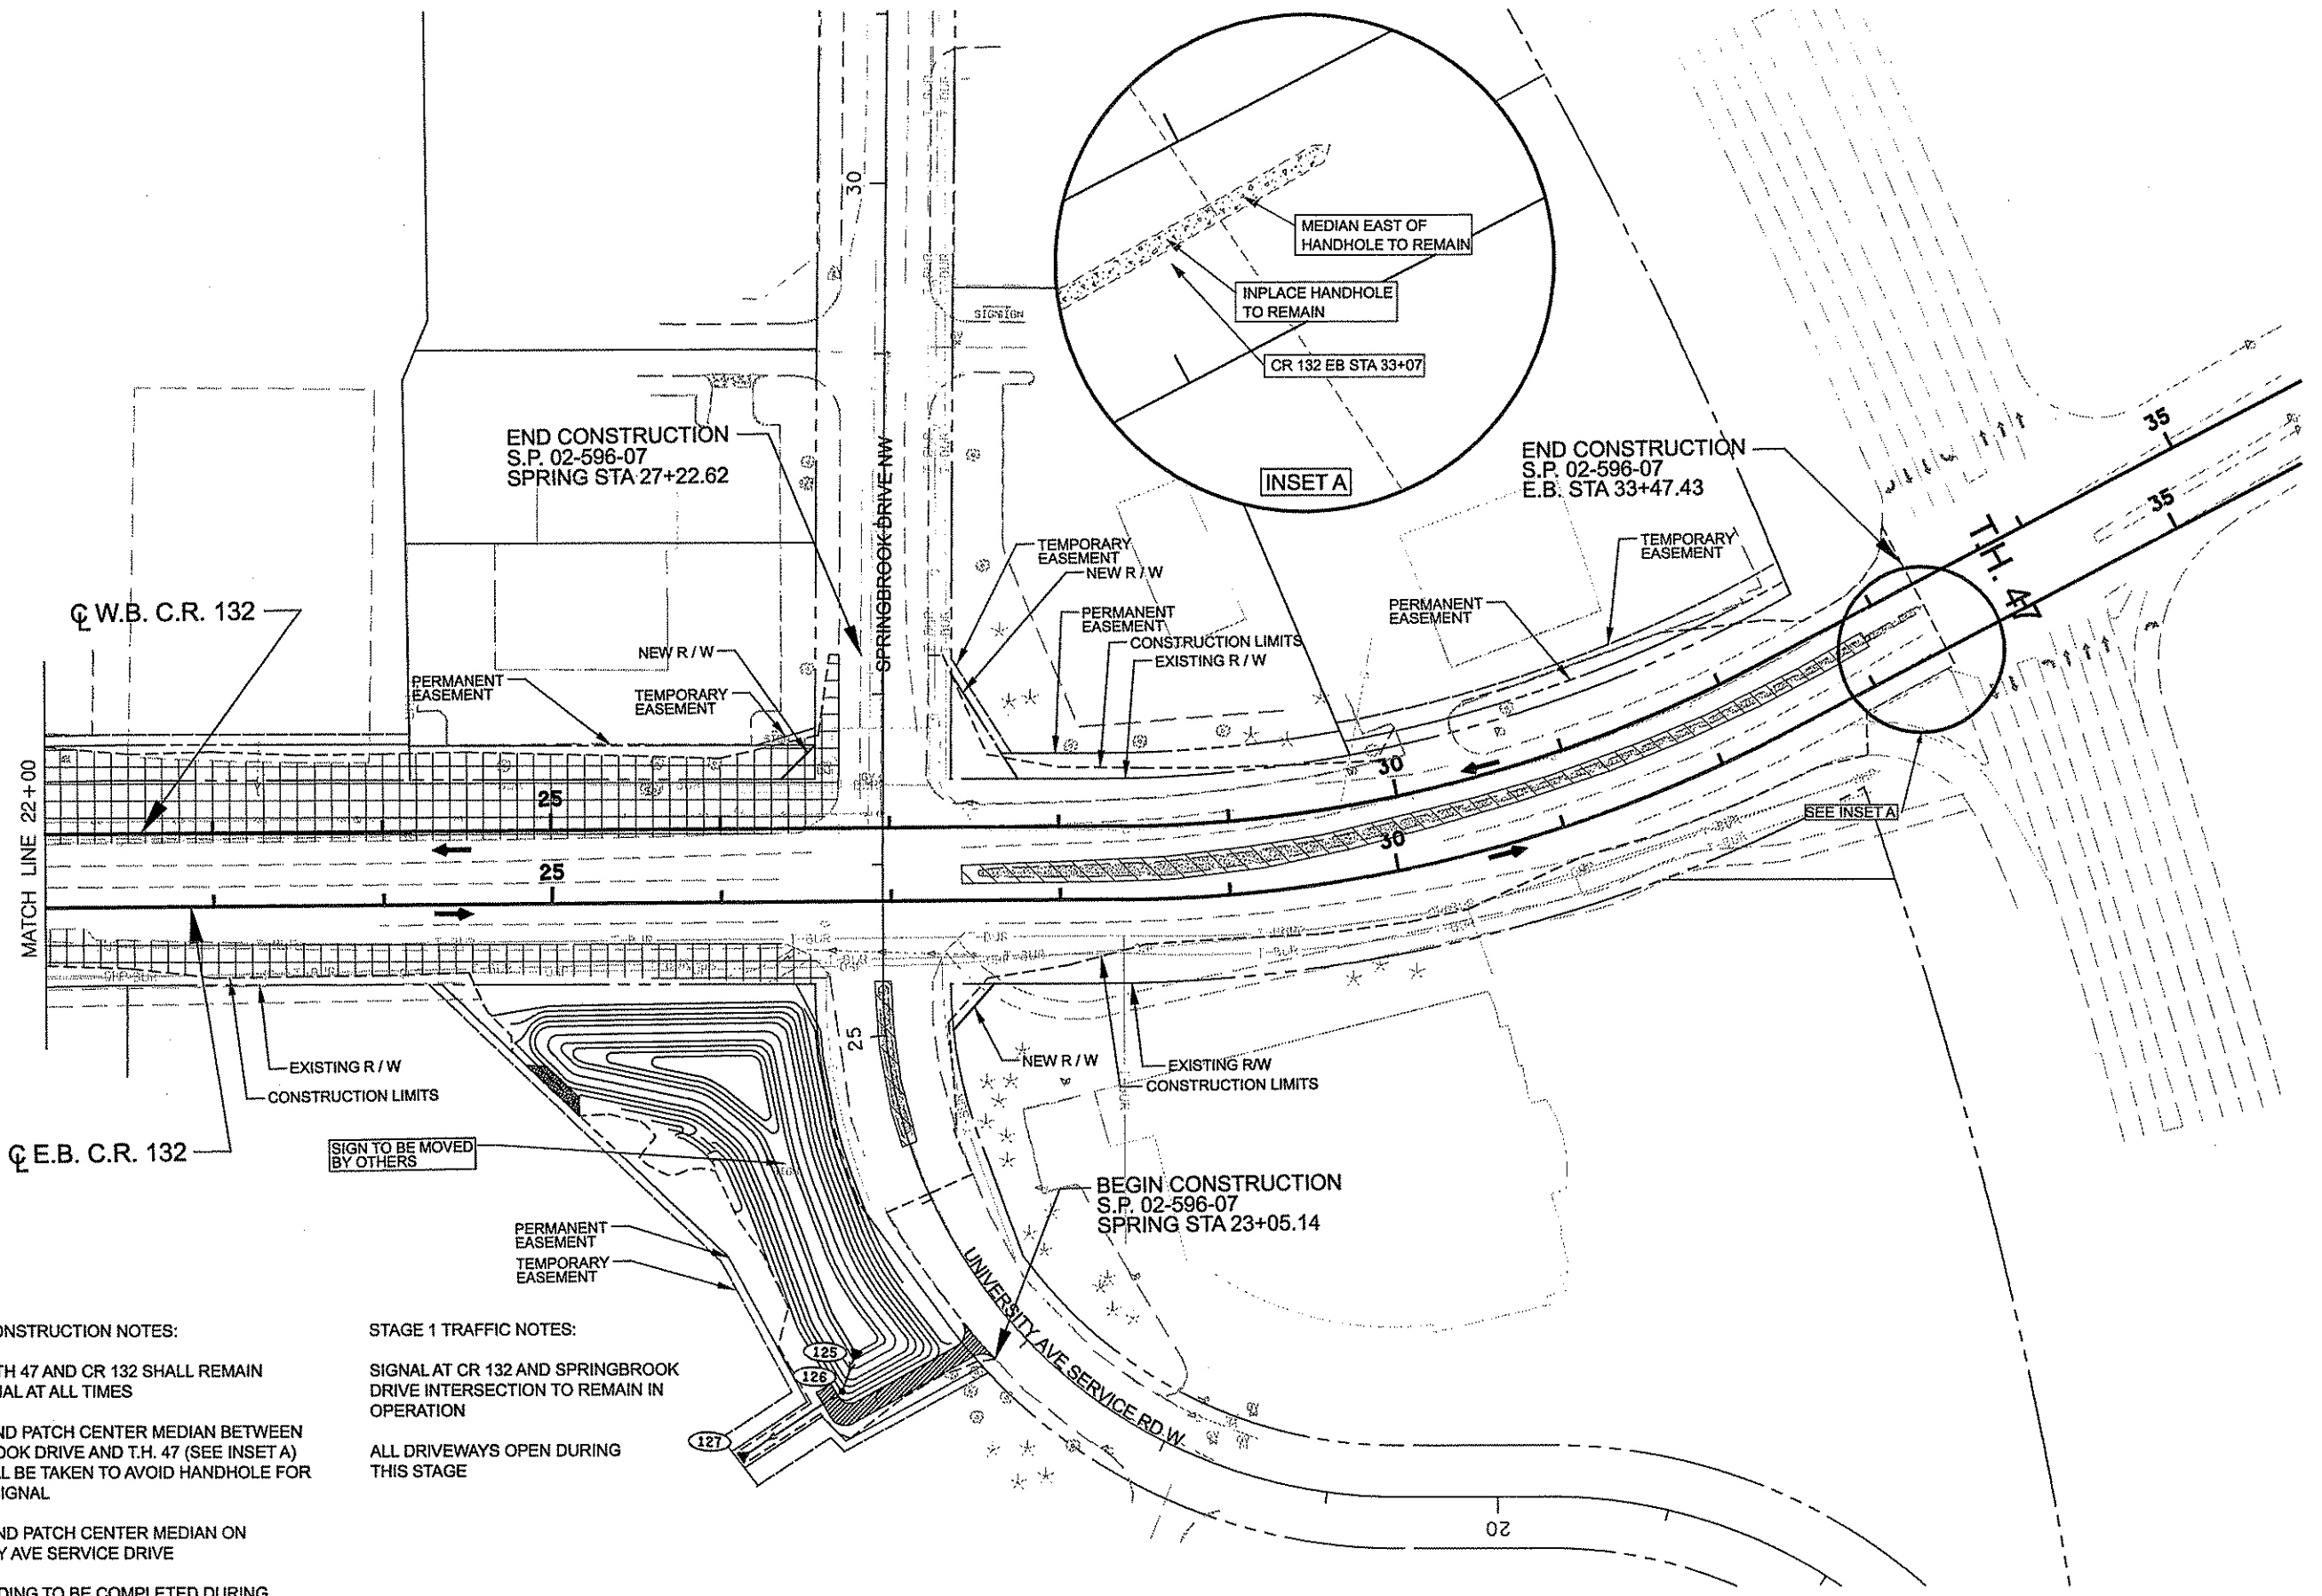 30
MEDIAN EAST OF
HANDHOLE TO REMAIN
INPLACE HANDHOLE
TO REMAIN
CR 132 EB STA 33+07
INSET A
END CONSTRUCTION
S.P. 02-596-07
SPRING STA 27+22.62
SPRINGBROOK DRIVE NW
END CONSTRUCTION
S.P. 02-596-07
E.B. STA 33+47.43
35
35
T.H. 47
TEMPORARY
EASEMENT
NEW R / W
PERMANENT
EASEMENT
CONSTRUCTION LIMITS
EXISTING R / W
TEMPORARY
EASEMENT
PERMANENT
EASEMENT
℄ W.B. C.R. 132
NEW R / W
PERMANENT
EASEMENT
TEMPORARY
EASEMENT
MATCH LINE 22+00
25
30
25
30
SEE INSET A
25
EXISTING R / W
CONSTRUCTION LIMITS
NEW R / W
EXISTING R/W
CONSTRUCTION LIMITS
℄ E.B. C.R. 132
SIGN TO BE MOVED
BY OTHERS
BEGIN CONSTRUCTION
S.P. 02-596-07
SPRING STA 23+05.14
PERMANENT
EASEMENT
TEMPORARY
EASEMENT
UNIVERSITY AVE SERVICE RD. W.
125
126
127
20
ONSTRUCTION NOTES:
TH 47 AND CR 132 SHALL REMAIN
NAL AT ALL TIMES
ND PATCH CENTER MEDIAN BETWEEN
OOK DRIVE AND T.H. 47 (SEE INSET A)
LL BE TAKEN TO AVOID HANDHOLE FOR
IGNAL
ND PATCH CENTER MEDIAN ON
Y AVE SERVICE DRIVE
DING TO BE COMPLETED DURING
STAGE 1 TRAFFIC NOTES:
SIGNAL AT CR 132 AND SPRINGBROOK
DRIVE INTERSECTION TO REMAIN IN
OPERATION
ALL DRIVEWAYS OPEN DURING
THIS STAGE